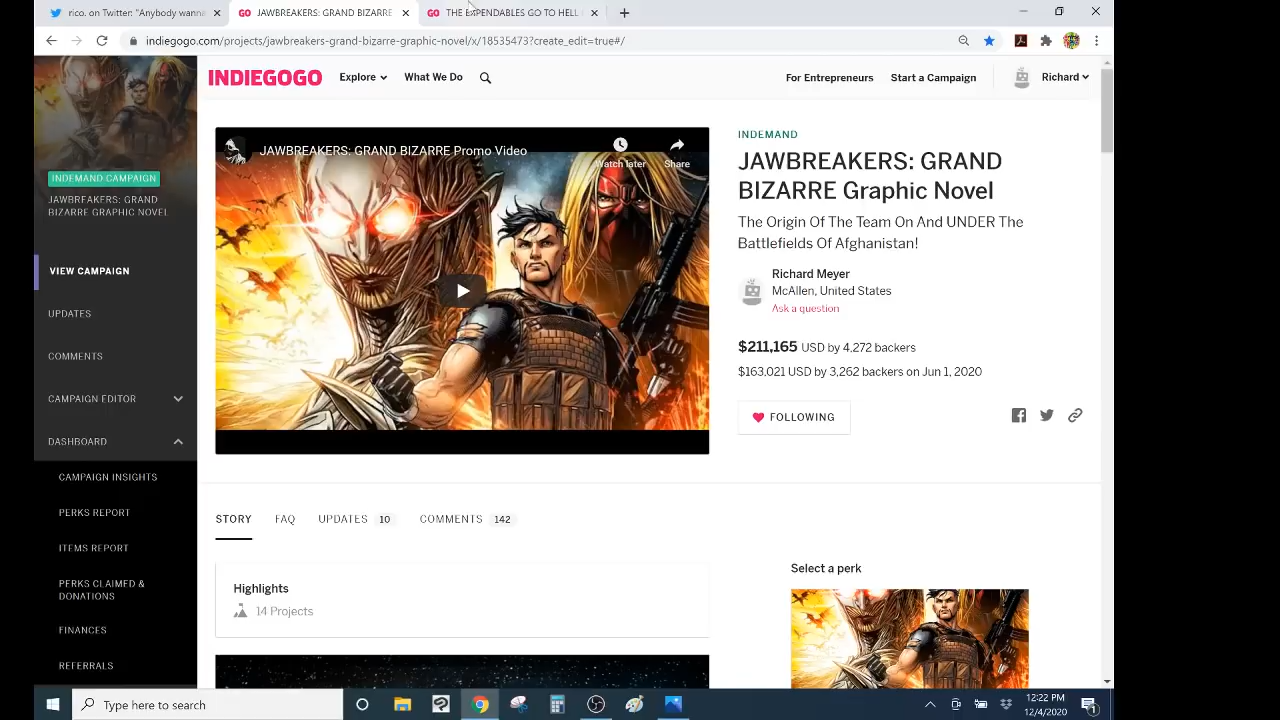 rico. on Twitter: "Anybody wanni
JAWBREAKERS: GRAND BIZARRE
THE EXPENDABLES GO TO HELL
indiegogo.com/projects/jawbreakers-grand-bizarre-graphic-novel/x/18535473?create_edit=true#/
INDIEGOGO
Explore
What We Do
For Entrepreneurs
Start a Campaign
Richard
INDEMAND CAMPAIGN
JAWBREAKERS: GRAND
BIZARRE GRAPHIC NOVEL
VIEW CAMPAIGN
UPDATES
COMMENTS
CAMPAIGN EDITOR
DASHBOARD
CAMPAIGN INSIGHTS
PERKS REPORT
ITEMS REPORT
PERKS CLAIMED &
DONATIONS
FINANCES
REFERRALS
JAWBREAKERS: GRAND BIZARRE Promo Video
Watch later
Share
INDEMAND
JAWBREAKERS: GRAND
BIZARRE Graphic Novel
The Origin Of The Team On And UNDER The
Battlefields Of Afghanistan!
Richard Meyer
McAllen, United States
Ask a question
$211,165 USD by 4,272 backers
$163,021 USD by 3,262 backers on Jun 1, 2020
FOLLOWING
STORY
FAQ
UPDATES 10
COMMENTS 142
Highlights
14 Projects
Select a perk
Type here to search
12:22 PM
12/4/2020
1